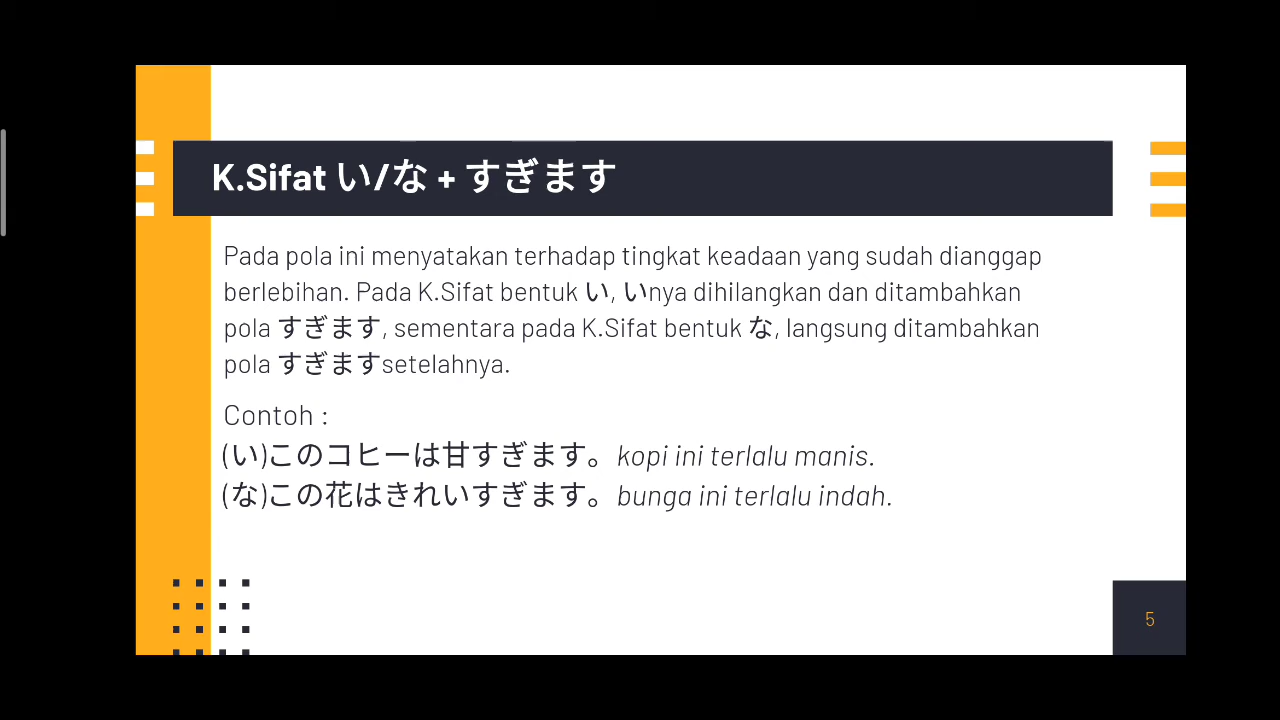 K.Sifat い/な + すぎます
Pada pola ini menyatakan terhadap tingkat keadaan yang sudah dianggap
berlebihan. Pada K.Sifat bentuk い, いnya dihilangkan dan ditambahkan
pola すぎます, sementara pada K.Sifat bentuk な, langsung ditambahkan
pola すぎますsetelahnya.
Contoh :
(い)このコヒーは甘すぎます。kopi ini terlalu manis.
(な)この花はきれいすぎます。bunga ini terlalu indah.
5